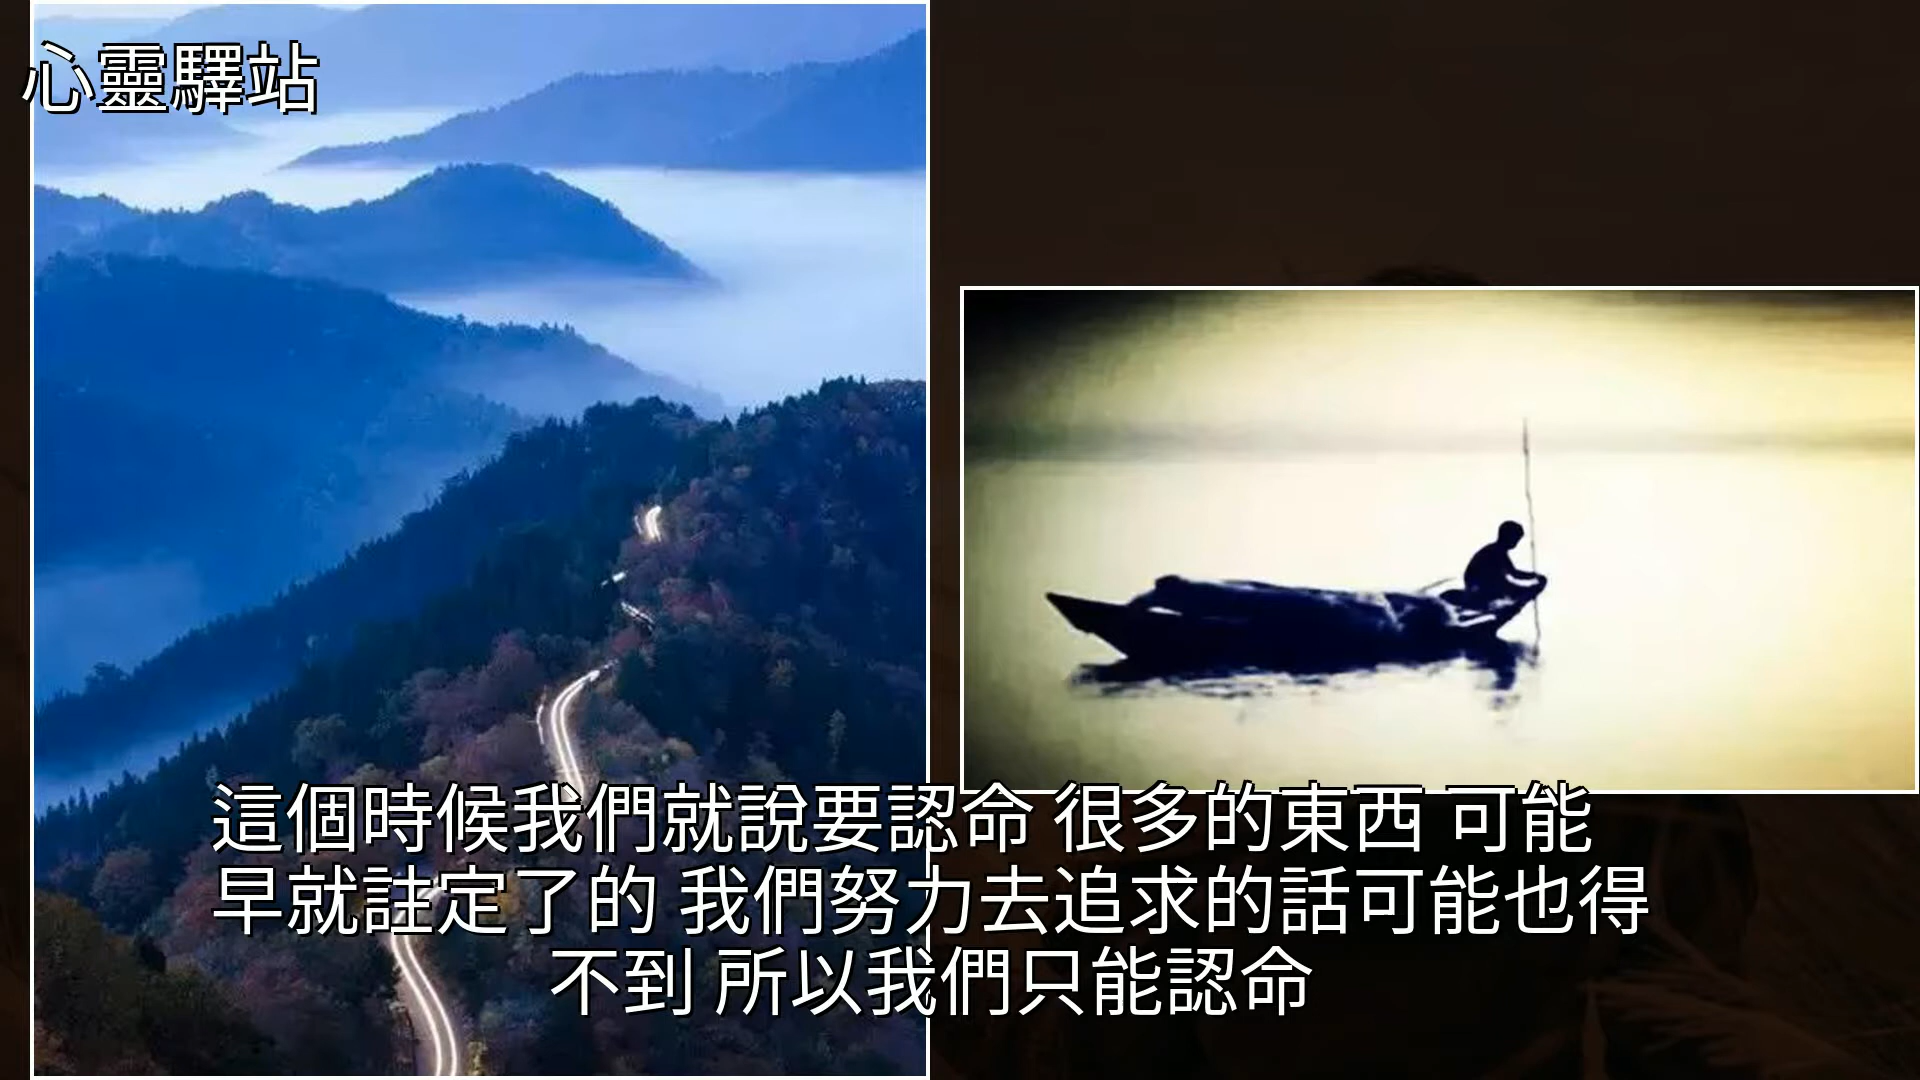 心靈驛站
這個時候我們就說要認命 很多的東西 可能
早就註定了的 我們努力去追求的話可能也得
不到 所以我們只能認命